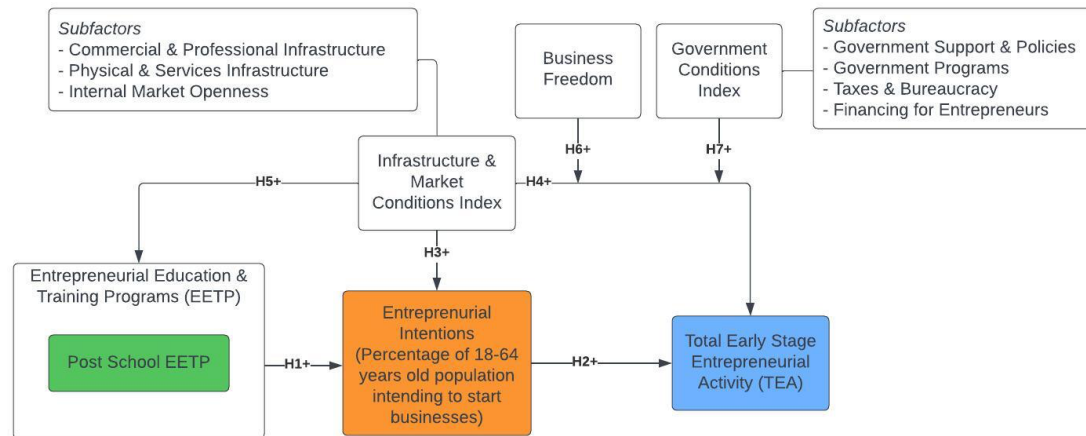 Subfactors
- Commercial & Professional Infrastructure
- Physical & Services Infrastructure
- Internal Market Openness
Business
Freedom
Government
Conditions
Index
Subfactors
- Government Support & Policies
- Government Programs
- Taxes & Bureaucracy
- Financing for Entrepreneurs
H6+
H7+
H5+
Infrastructure &
Market
Conditions Index
H4+
H3+
Entrepreneurial Education &
Training Programs (EETP)
Post School EETP
H1+
Entreprenurial
Intentions
(Percentage of 18-64
years old population
intending to start
businesses)
H2+
Total Early Stage
Entrepreneurial
Activity (TEA)